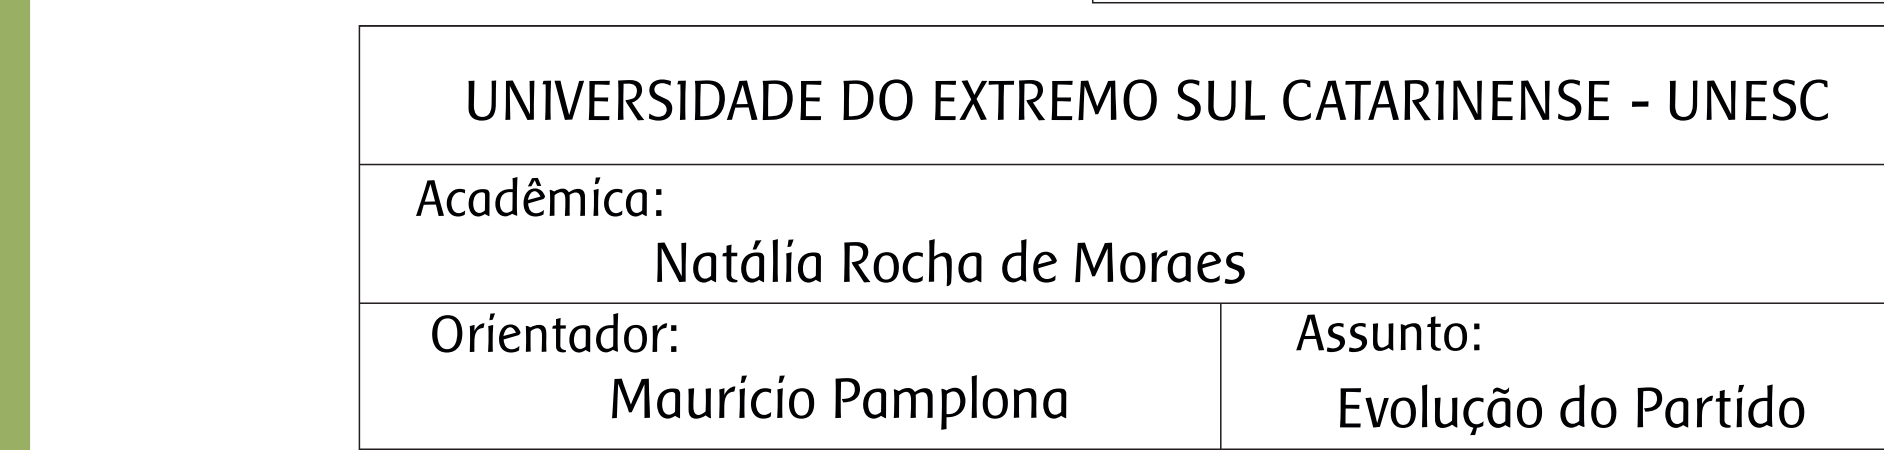 UNIVERSIDADE DO EXTREMO SUL CATARINENSE - UNESC
Acadêmica:
Natália Rocha de Moraes
Orientador:
Maurício Pamplona
Assunto:
Evolução do Partido